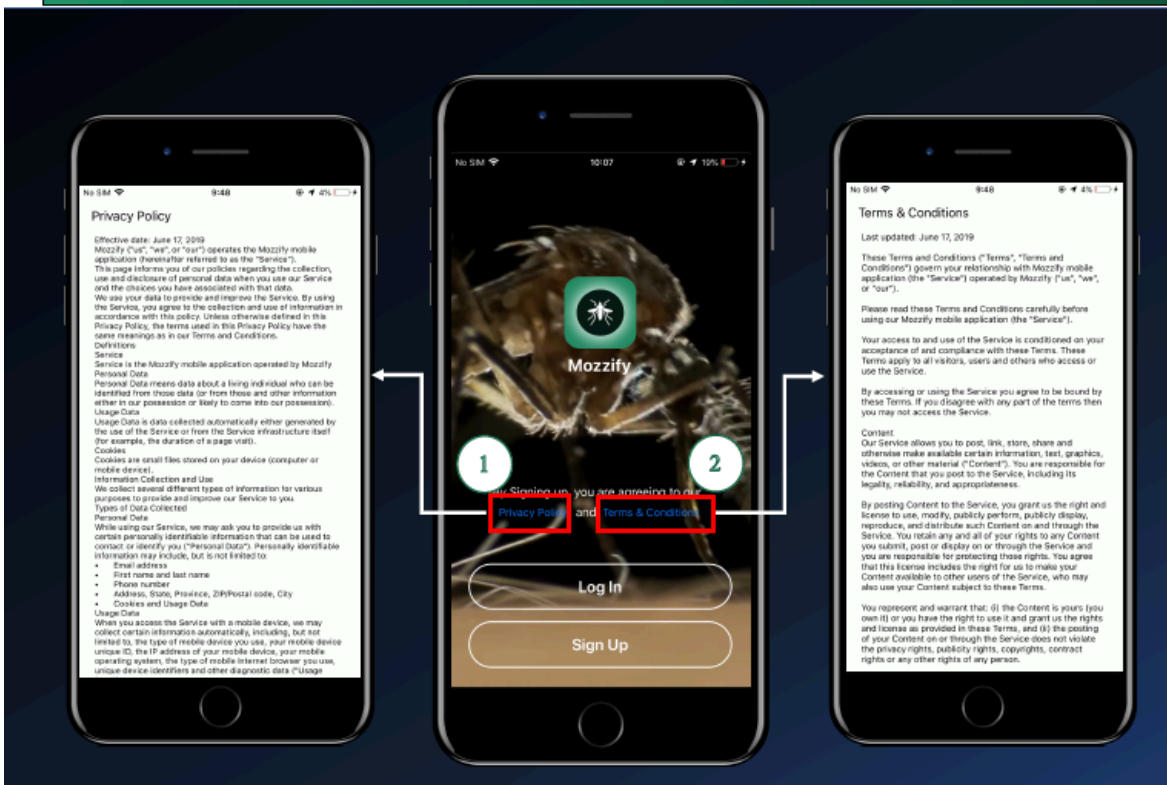 No SIM 9:48 4%
Privacy Policy
Effective date: June 17, 2019
Mozzify ("us", "we", or "our") operates the Mozzify mobile
application (hereinafter referred to as the "Service").
This page informs you of our policies regarding the collection,
use and disclosure of personal data when you use our Service
and the choices you have associated with that data.
We use your data to provide and improve the Service. By using
the Service, you agree to the collection and use of information in
accordance with this policy. Unless otherwise defined in this
Privacy Policy, the terms used in this Privacy Policy have the
same meanings as in our Terms and Conditions.
Definitions
Service
Service is the Mozzify mobile application operated by Mozzify
Personal Data
Personal Data means data about a living individual who can be
identified from those data (or from those and other information
either in our possession or likely to come into our possession).
Usage Data
Usage Data is data collected automatically either generated by
the use of the Service or from the Service infrastructure itself
(for example, the duration of a page visit).
Cookies
Cookies are small files stored on your device (computer or
mobile device).
Information Collection and Use
We collect several different types of information for various
purposes to provide and improve our Service to you.
Types of Data Collected
Personal Data
While using our Service, we may ask you to provide us with
certain personally identifiable information that can be used to
contact or identify you ("Personal Data"). Personally identifiable
information may include, but is not limited to:
• Email address
• First name and last name
• Phone number
• Address, State, Province, ZIP/Postal code, City
• Cookies and Usage Data
Usage Data
When you access the Service with a mobile device, we may
collect certain information automatically, including, but not
limited to, the type of mobile device you use, your mobile device
unique ID, the IP address of your mobile device, your mobile
operating system, the type of mobile Internet browser you use,
unique device identifiers and other diagnostic data ("Usage
No SIM 10:07 19%
Mozzify
1
2
By Signing up, you are agreeing to our
Privacy Policy and Terms & Conditions
Log In
Sign Up
No SIM 9:48 4%
Terms & Conditions
Last updated: June 17, 2019
These Terms and Conditions ("Terms", "Terms and
Conditions") govern your relationship with Mozzify mobile
application (the "Service") operated by Mozzify ("us", "we",
or "our").
Please read these Terms and Conditions carefully before
using our Mozzify mobile application (the "Service").
Your access to and use of the Service is conditioned on your
acceptance of and compliance with these Terms. These
Terms apply to all visitors, users and others who access or
use the Service.
By accessing or using the Service you agree to be bound by
these Terms. If you disagree with any part of the terms then
you may not access the Service.
Content
Our Service allows you to post, link, store, share and
otherwise make available certain information, text, graphics,
videos, or other material ("Content"). You are responsible for
the Content that you post to the Service, including its
legality, reliability, and appropriateness.
By posting Content to the Service, you grant us the right and
license to use, modify, publicly perform, publicly display,
reproduce, and distribute such Content on and through the
Service. You retain any and all of your rights to any Content
you submit, post or display on or through the Service and
you are responsible for protecting those rights. You agree
that this license includes the right for us to make your
Content available to other users of the Service, who may
also use your Content subject to these Terms.
You represent and warrant that: (i) the Content is yours (you
own it) or you have the right to use it and grant us the rights
and license as provided in these Terms, and (ii) the posting
of your Content on or through the Service does not violate
the privacy rights, publicity rights, copyrights, contract
rights or any other rights of any person.